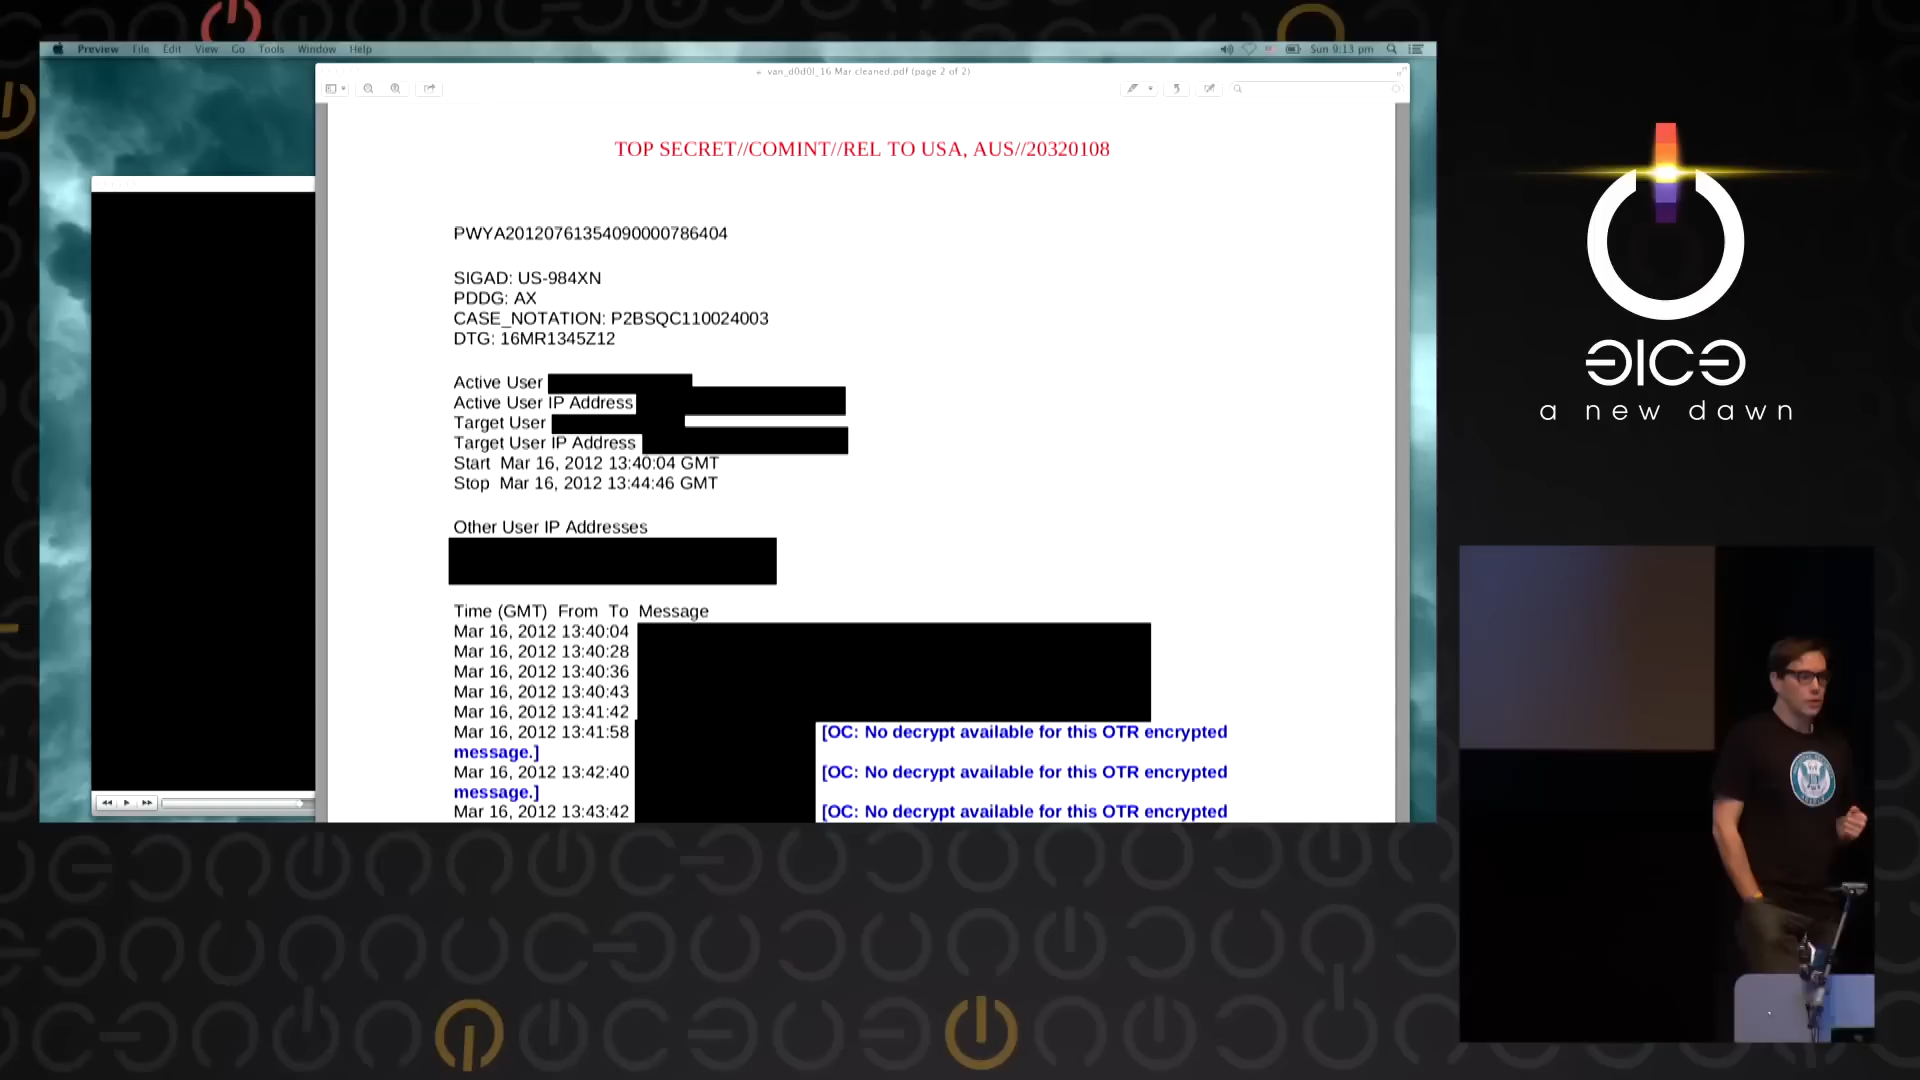 Preview File Edit View Go Tools Window Help
Sun 9:13 pm
van_d0d0l_16 Mar cleaned.pdf (page 2 of 2)
TOP SECRET//COMINT//REL TO USA, AUS//20320108
PWYA20120761354090000786404
SIGAD: US-984XN
PDDG: AX
CASE_NOTATION: P2BSQC110024003
DTG: 16MR1345Z12
Active User
Active User IP Address
Target User
Target User IP Address
Start Mar 16, 2012 13:40:04 GMT
Stop Mar 16, 2012 13:44:46 GMT
Other User IP Addresses
Time (GMT) From To Message
Mar 16, 2012 13:40:04
Mar 16, 2012 13:40:28
Mar 16, 2012 13:40:36
Mar 16, 2012 13:40:43
Mar 16, 2012 13:41:42
Mar 16, 2012 13:41:58 [OC: No decrypt available for this OTR encrypted
message.]
Mar 16, 2012 13:42:40 [OC: No decrypt available for this OTR encrypted
message.]
Mar 16, 2012 13:43:42 [OC: No decrypt available for this OTR encrypted
a new dawn